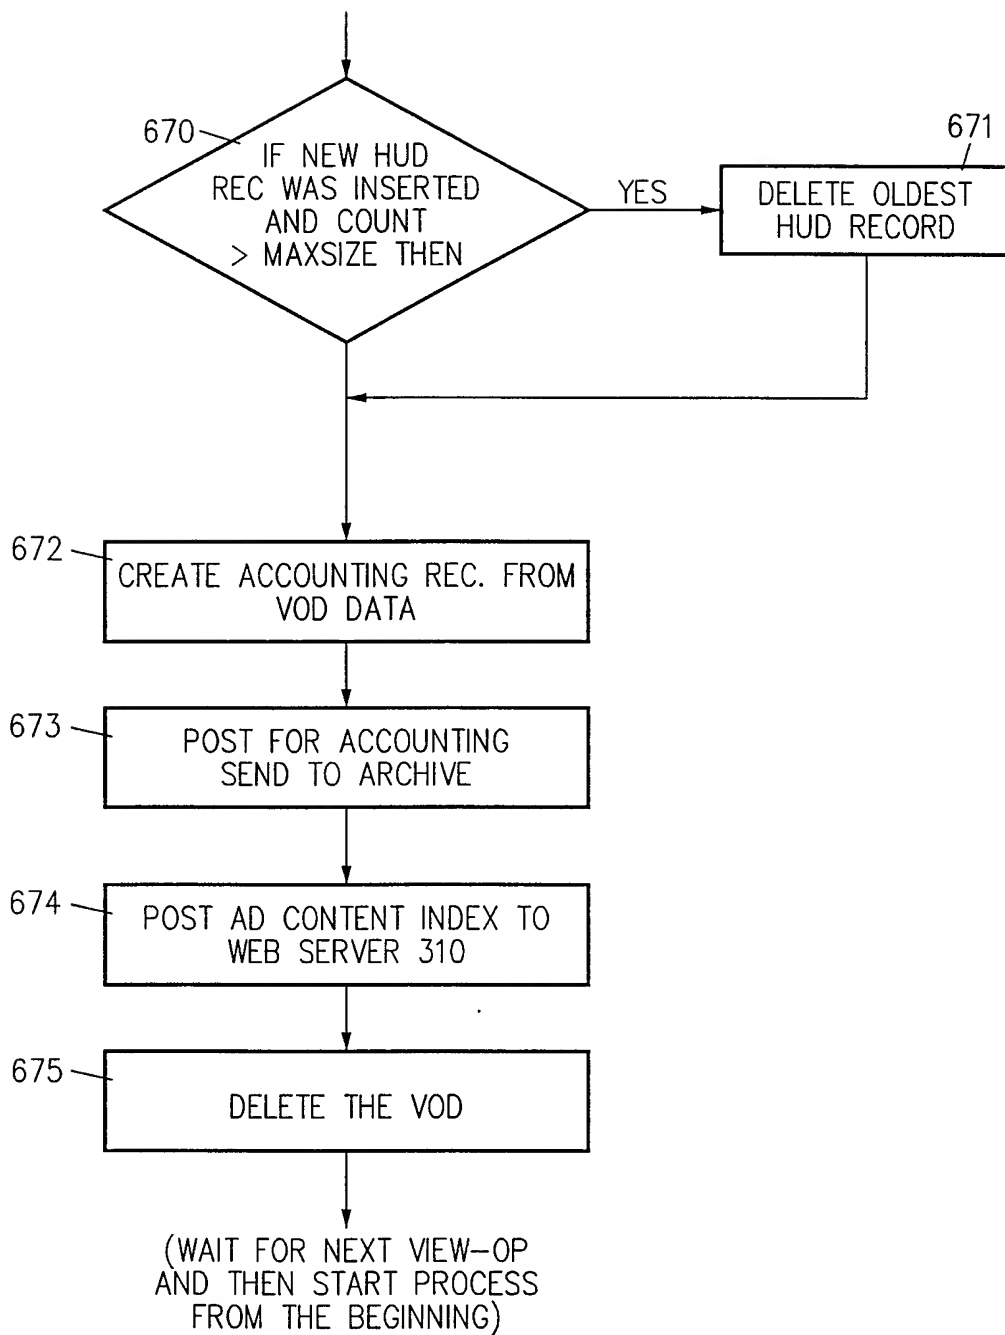 670
IF NEW HUD
REC WAS INSERTED
AND COUNT
> MAXSIZE THEN
YES
671
DELETE OLDEST
HUD RECORD
672
CREATE ACCOUNTING REC. FROM
VOD DATA
673
POST FOR ACCOUNTING
SEND TO ARCHIVE
674
POST AD CONTENT INDEX TO
WEB SERVER 310
675
DELETE THE VOD
(WAIT FOR NEXT VIEW-OP
AND THEN START PROCESS
FROM THE BEGINNING)